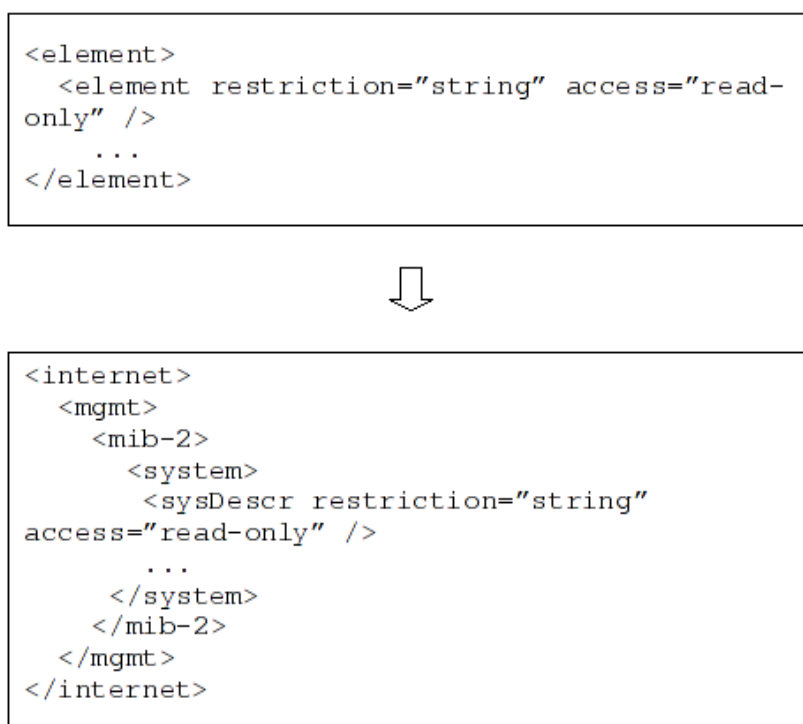 <element>
<element restriction=”string” access=”read-
only” />
...
</element>
<internet>
<mgmt>
<mib-2>
<system>
<sysDescr restriction=”string”
access=”read-only” />
...
</system>
</mib-2>
</mgmt>
</internet>